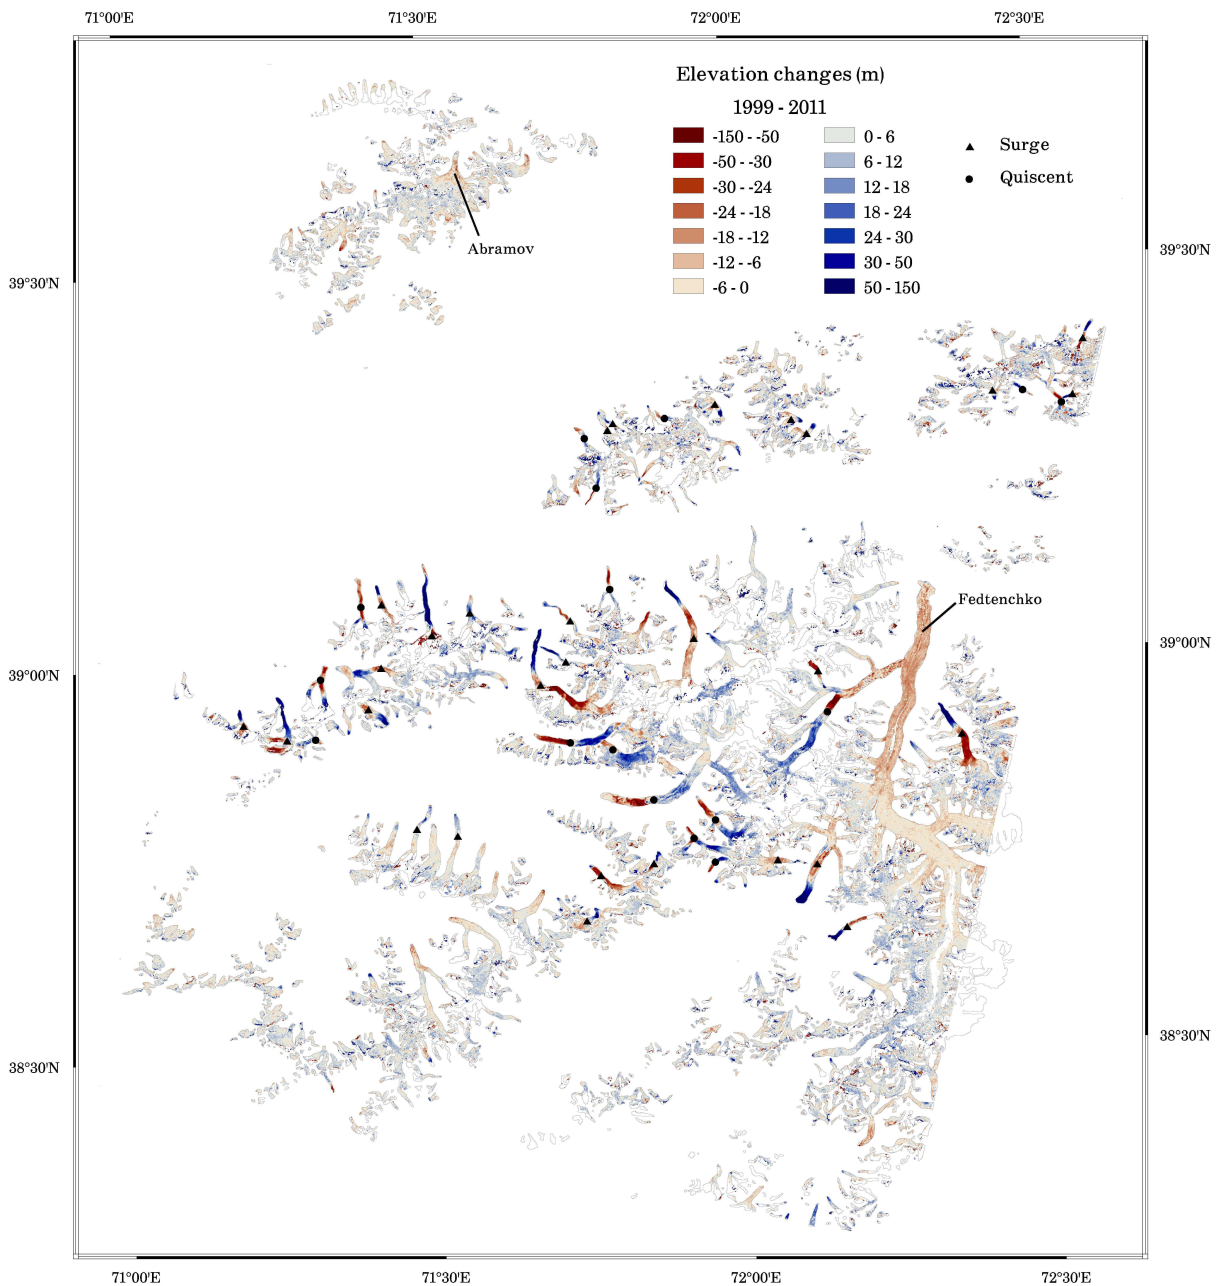 71°00'E 71°30'E 72°00'E 72°30'E
Elevation changes (m)
1999 - 2011
-150 - -50 0 - 6
-50 - -30 6 - 12
-30 - -24 12 - 18
-24 - -18 18 - 24
-18 - -12 24 - 30
-12 - -6 30 - 50
-6 - 0 50 - 150
Surge
Quiscent
Abramov
39°30'N
39°30'N
Fedtenchko
39°00'N
39°00'N
38°30'N
38°30'N
71°00'E 71°30'E 72°00'E 72°30'E